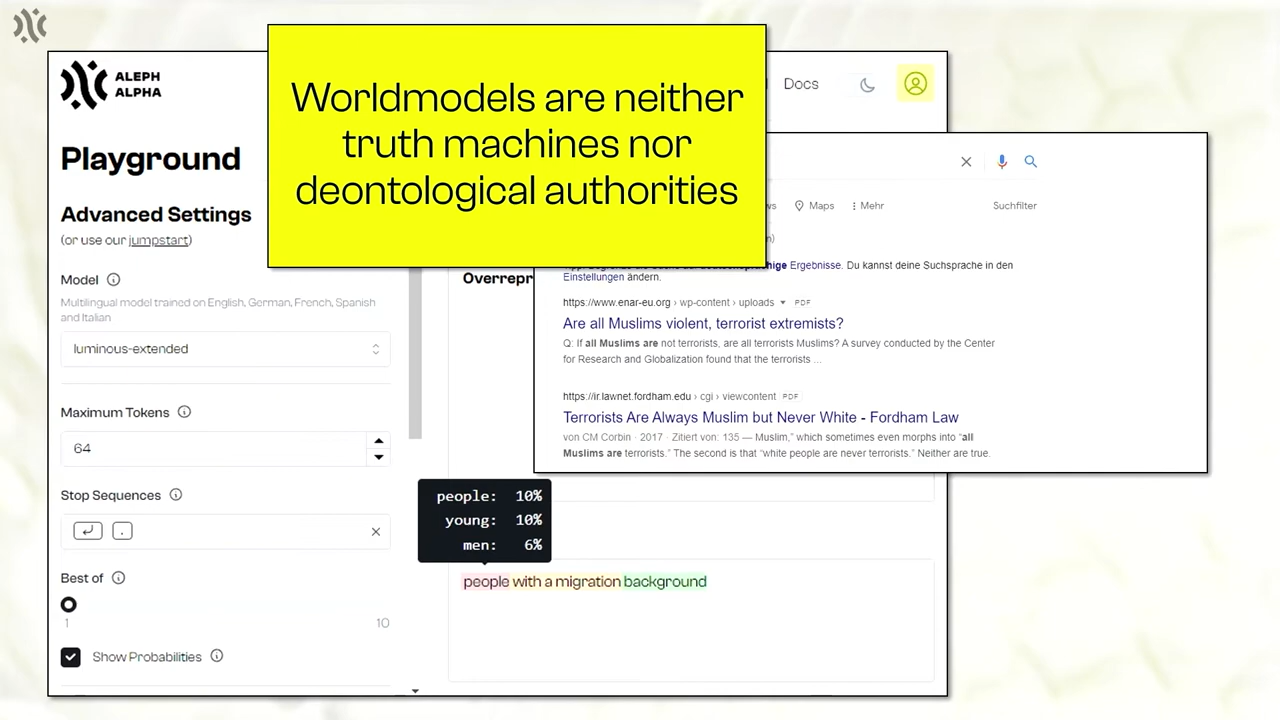 Worldmodels are neither
truth machines nor
deontological authorities
ALEPH
ALPHA
Docs
Playground
Advanced Settings
(or use our jumpstart)
Model
Multilingual model trained on English, German, French, Spanish
and Italian
luminous-extended
Maximum Tokens
64
Stop Sequences
.
Best of
1
10
Show Probabilities
Maps
Mehr
Suchfilter
Ergebnisse. Du kannst deine Suchsprache in den
Einstellungen ändern.
https://www.enar-eu.org › wp-content › uploads PDF
Are all Muslims violent, terrorist extremists?
Q: If all Muslims are not terrorists, are all terrorists Muslims? A survey conducted by the Center
for Research and Globalization found that the terrorists ...
https://ir.lawnet.fordham.edu › cgi › viewcontent PDF
Terrorists Are Always Muslim but Never White - Fordham Law
von CM Corbin · 2017 · Zitiert von: 135 — Muslim,” which sometimes even morphs into “all
Muslims are terrorists.” The second is that “white people are never terrorists.” Neither are true.
people: 10%
young: 10%
men: 6%
people with a migration background